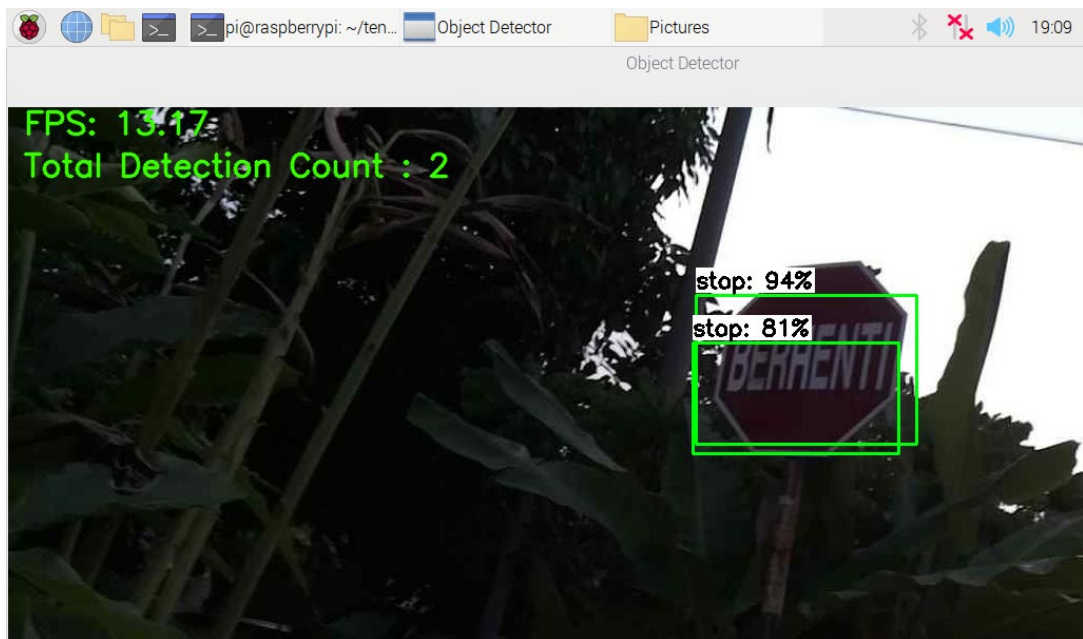 pi@raspberrypi: ~/ten... Object Detector Pictures 19:09
Object Detector
FPS: 13.17
Total Detection Count : 2
stop: 94%
stop: 81%
BERHENTI